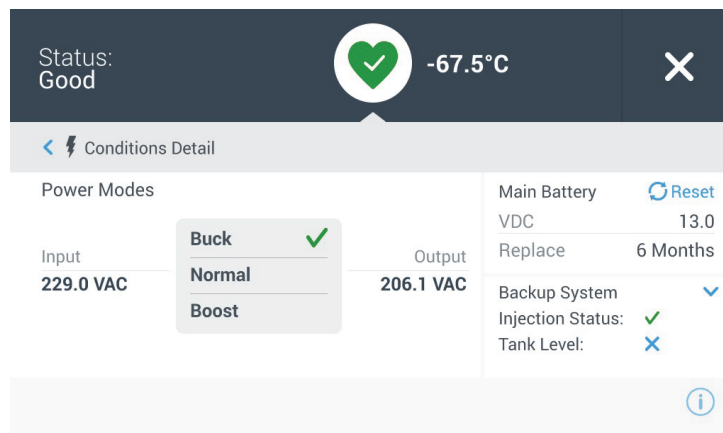 Status:
Good
-67.5°C
Conditions Detail
Power Modes
Input
229.0 VAC
Buck
Normal
Boost
Output
206.1 VAC
Main Battery Reset
VDC 13.0
Replace 6 Months
Backup System
Injection Status:
Tank Level: